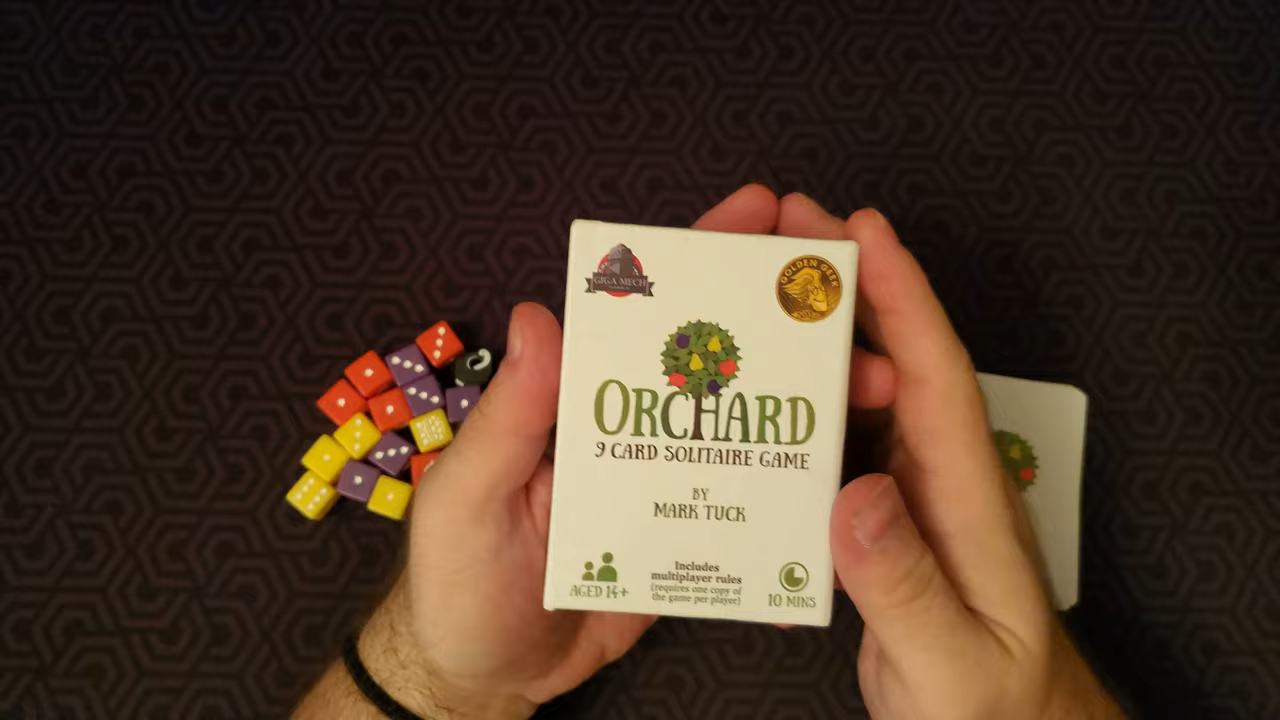 GIGA MECH
GOLDEN GEEK
ORCHARD
9 CARD SOLITAIRE GAME
BY
MARK TUCK
AGED 14+
Includes
multiplayer rules
(requires one copy of
the game per player)
10 MINS